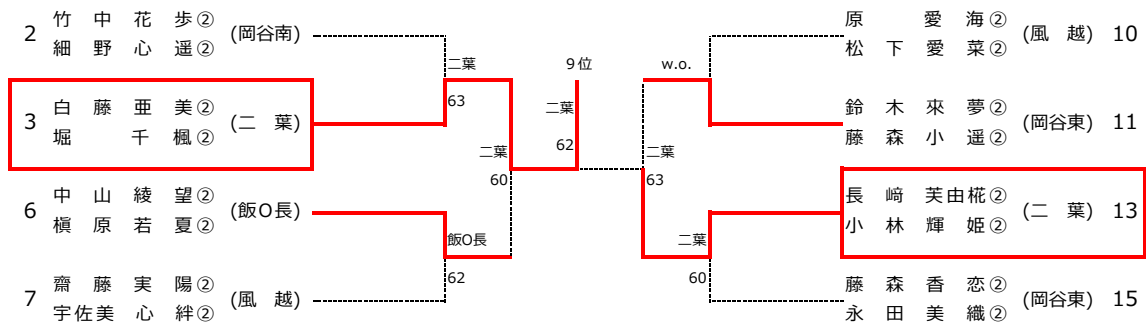 2 竹中花歩② (岡谷南)
細野心遥②
3 白藤亜美② (二葉)
堀千楓②
6 中山綾望② (飯O長)
槇原若夏②
7 齋藤実陽② (風越)
宇佐美心絆②
二葉
63
二葉
60
飯O長
62
9位
二葉
62
w.o.
二葉
63
二葉
60
原愛海② (風越) 10
松下愛菜②
鈴木來夢② (岡谷東) 11
藤森小遥②
長﨑芙由椛② (二葉) 13
小林輝姫②
藤森香恋② (岡谷東) 15
永田美織②